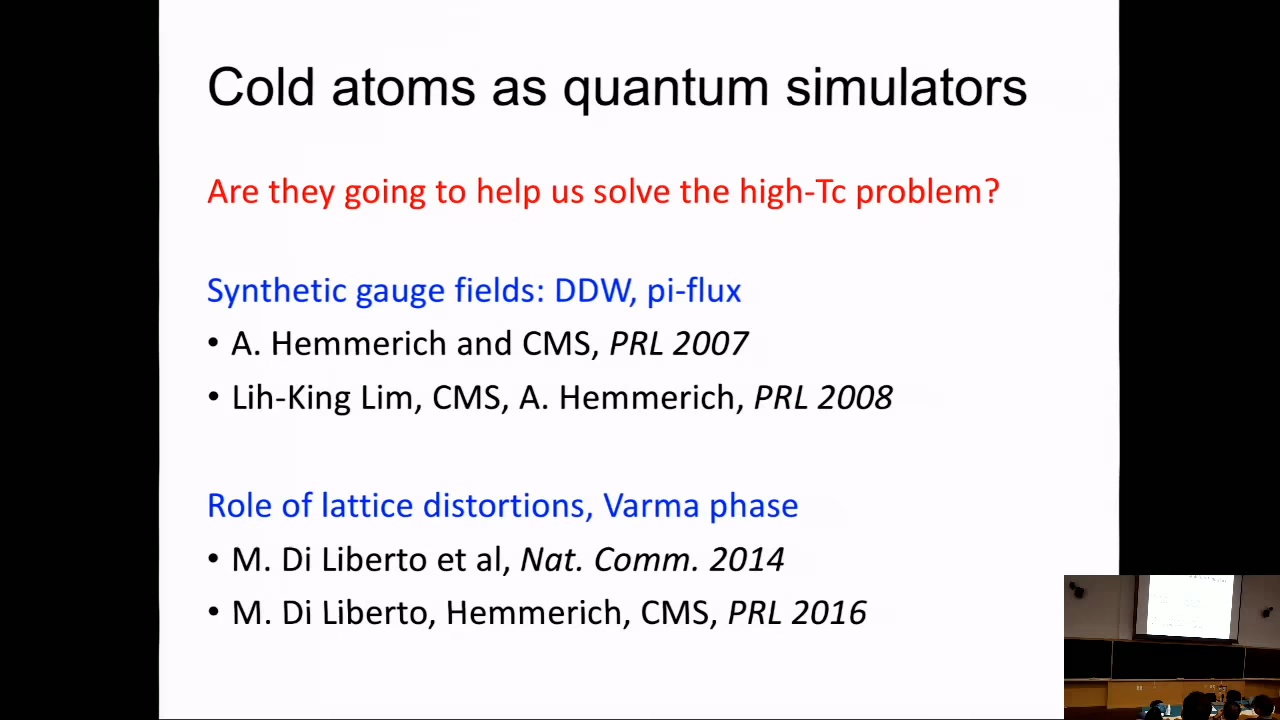 Cold atoms as quantum simulators
Are they going to help us solve the high-Tc problem?
Synthetic gauge fields: DDW, pi-flux
• A. Hemmerich and CMS, PRL 2007
• Lih-King Lim, CMS, A. Hemmerich, PRL 2008
Role of lattice distortions, Varma phase
• M. Di Liberto et al, Nat. Comm. 2014
• M. Di Liberto, Hemmerich, CMS, PRL 2016